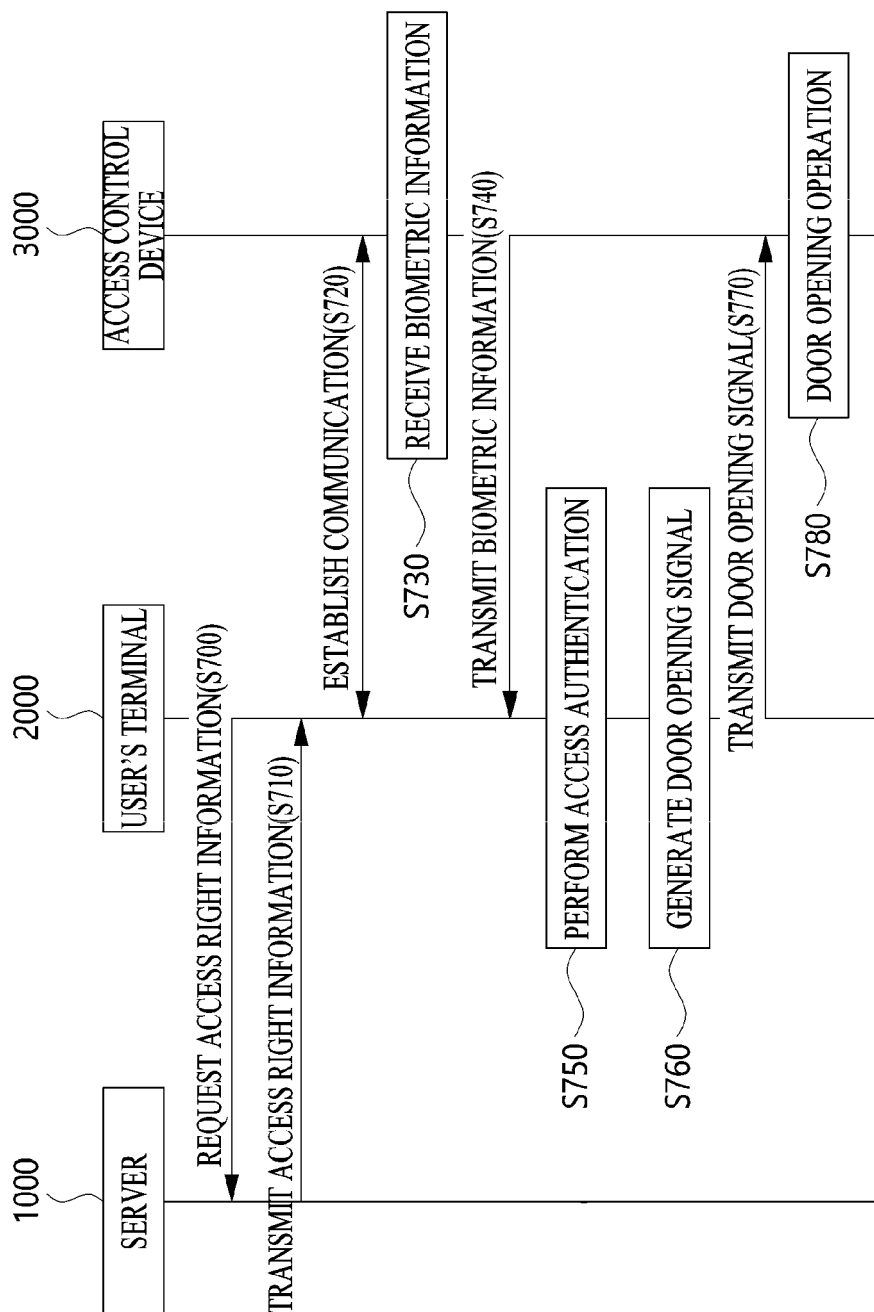 1000
2000
3000
SERVER
USER'S TERMINAL
ACCESS CONTROL
DEVICE
REQUEST ACCESS RIGHT INFORMATION(S700)
TRANSMIT ACCESS RIGHT INFORMATION(S710)
ESTABLISH COMMUNICATION(S720)
RECEIVE BIOMETRIC INFORMATION
S730
TRANSMIT BIOMETRIC INFORMATION(S740)
PERFORM ACCESS AUTHENTICATION
S750
GENERATE DOOR OPENING SIGNAL
S760
TRANSMIT DOOR OPENING SIGNAL(S770)
DOOR OPENING OPERATION
S780